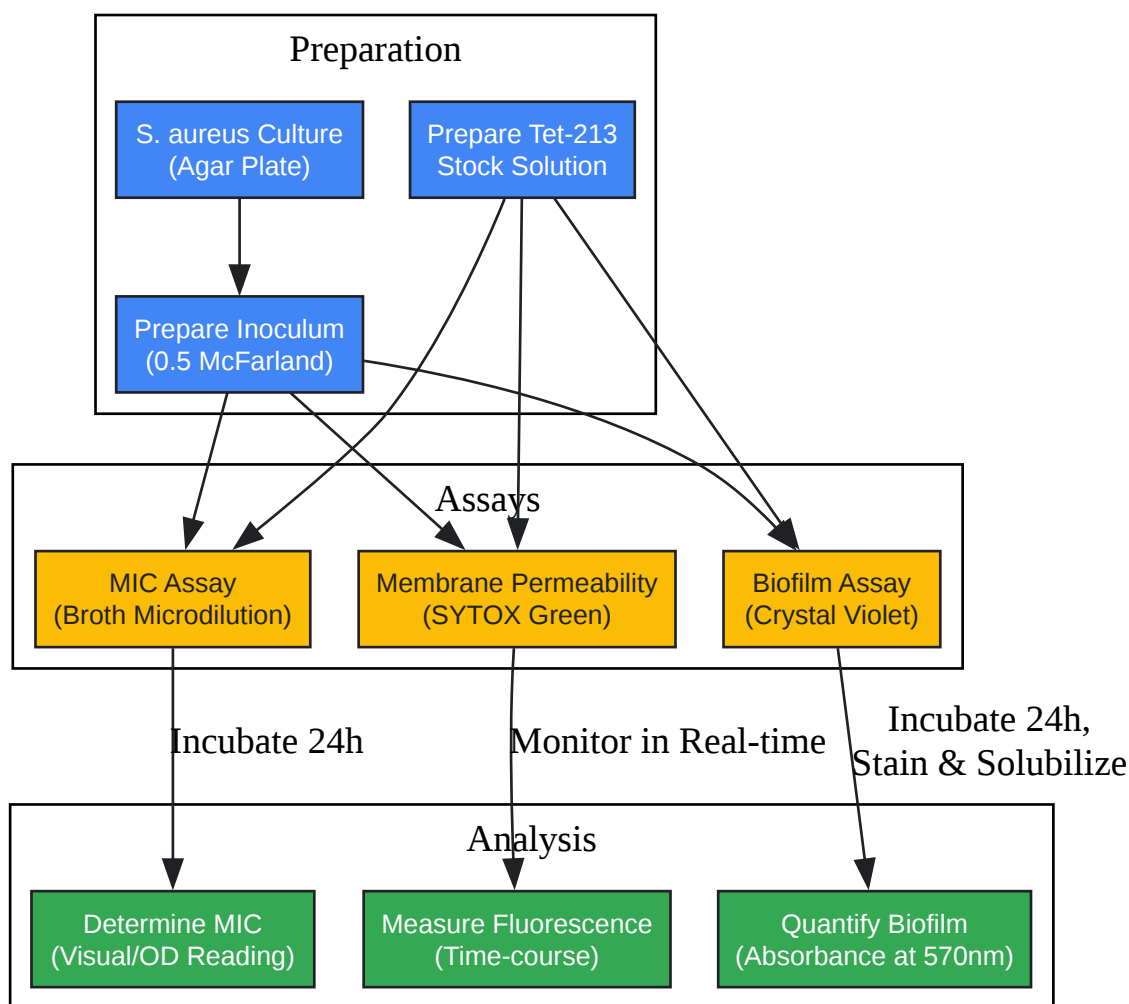 Preparation
S. aureus Culture
(Agar Plate)
Prepare Tet-213
Stock Solution
Prepare Inoculum
(0.5 McFarland)
Assays
MIC Assay
(Broth Microdilution)
Membrane Permeability
(SYTOX Green)
Biofilm Assay
(Crystal Violet)
Incubate 24h
Monitor in Real-time
Incubate 24h,
Stain & Solubilize
Analysis
Determine MIC
(Visual/OD Reading)
Measure Fluorescence
(Time-course)
Quantify Biofilm
(Absorbance at 570nm)